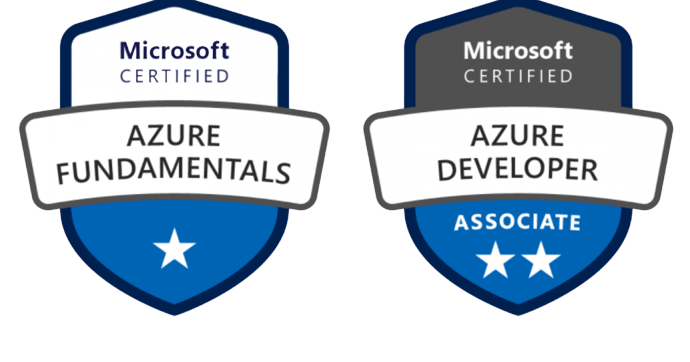 Microsoft
CERTIFIED
AZURE
FUNDAMENTALS
Microsoft
CERTIFIED
AZURE
DEVELOPER
ASSOCIATE